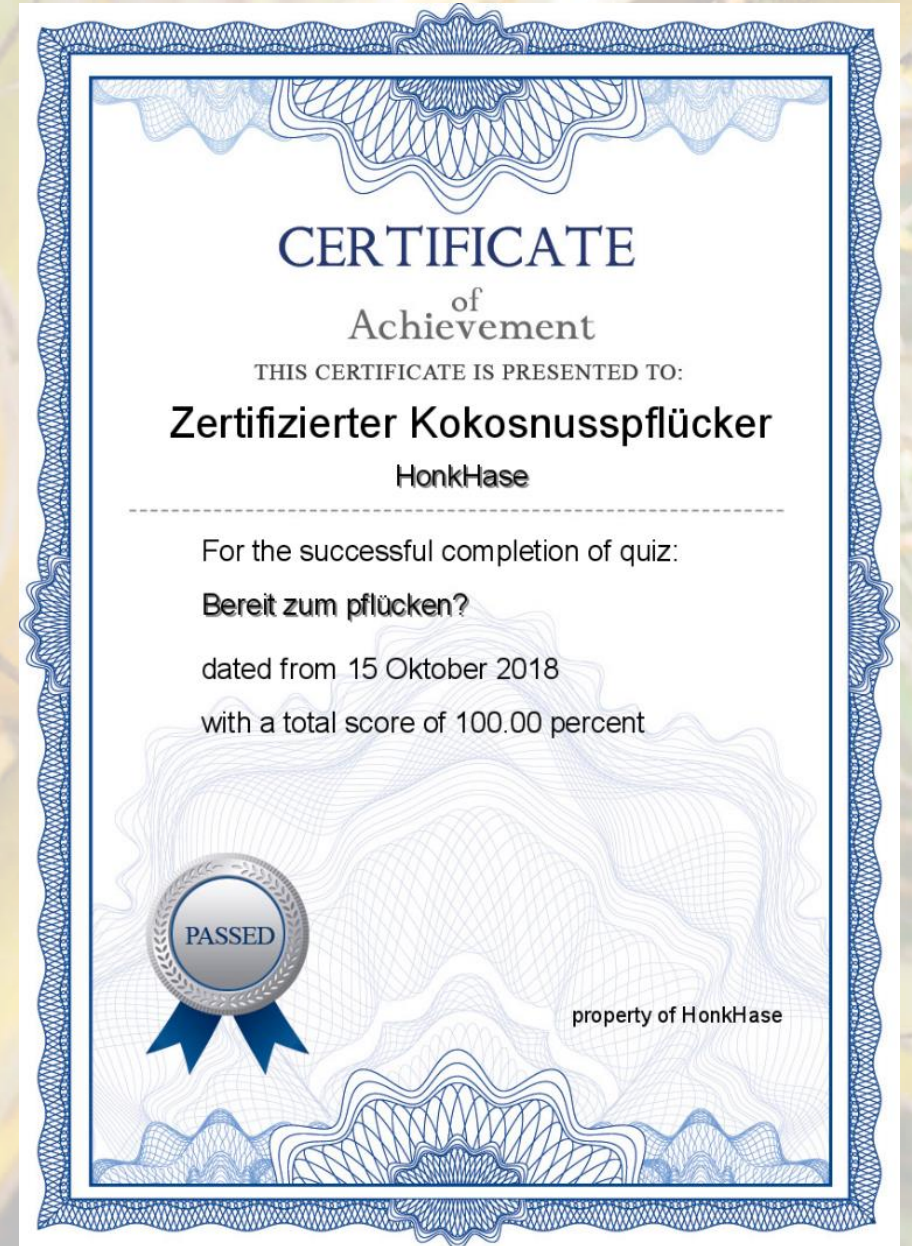 CERTIFICATE
of
Achievement
THIS CERTIFICATE IS PRESENTED TO:
Zertifizierter Kokosnusspflücker
HonkHase
For the successful completion of quiz:
Bereit zum pflücken?
dated from 15 Oktober 2018
with a total score of 100.00 percent
PASSED
property of HonkHase